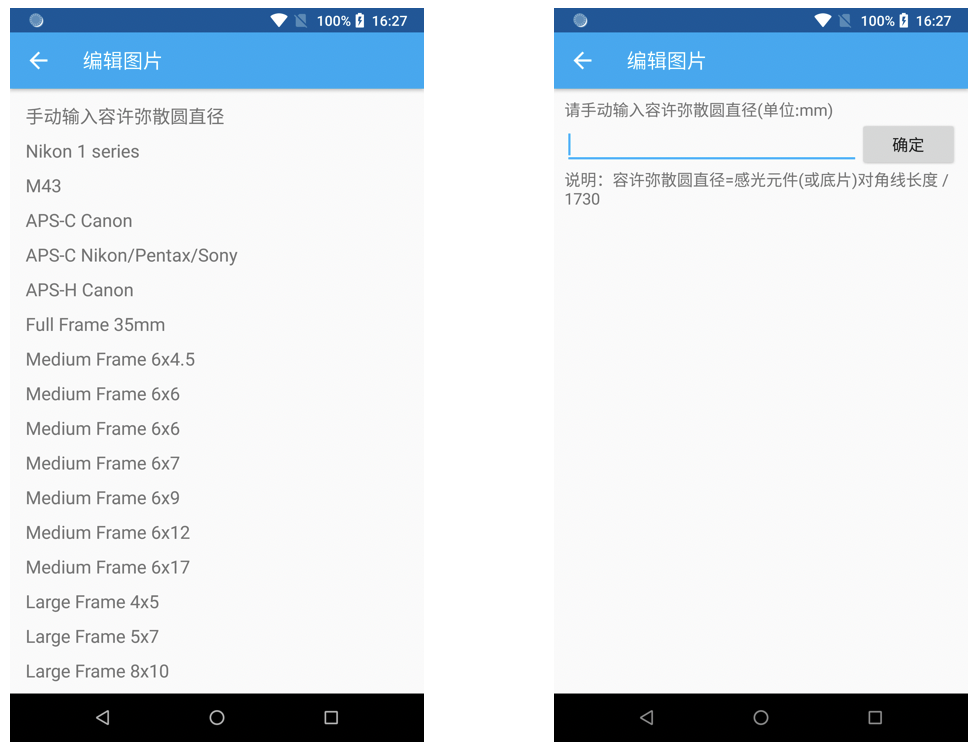 100% 16:27
编辑图片
手动输入容许弥散圆直径
Nikon 1 series
M43
APS-C Canon
APS-C Nikon/Pentax/Sony
APS-H Canon
Full Frame 35mm
Medium Frame 6x4.5
Medium Frame 6x6
Medium Frame 6x6
Medium Frame 6x7
Medium Frame 6x9
Medium Frame 6x12
Medium Frame 6x17
Large Frame 4x5
Large Frame 5x7
Large Frame 8x10
100% 16:27
编辑图片
请手动输入容许弥散圆直径(单位:mm)
确定
说明：容许弥散圆直径=感光元件(或底片)对角线长度 /
1730